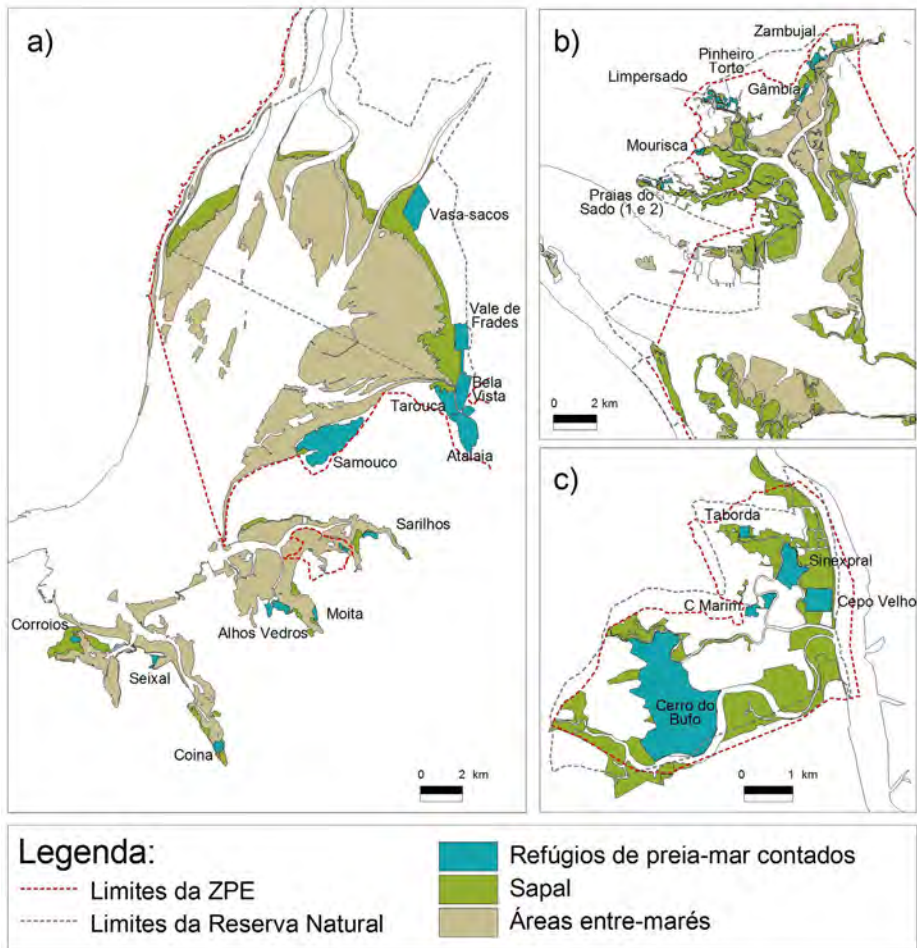 a)
Vasa-sacos
Vale de
Frades
Bela
Vista
Tarouca
Atalaia
Samouco
Sarilhos
Moita
Alhos Vedros
Corroios
Seixal
Coina
0 2 km
b)
Zambujal
Pinheiro
Torto
Limpersado
Gâmbia
Mourisca
Praias do
Sado (1 e 2)
0 2 km
c)
Taborda
Sinexpral
C Marim
Cepo Velho
Cerro do
Bufo
0 1 km
Legenda:
Limites da ZPE
Limites da Reserva Natural
Refúgios de preia-mar contados
Sapal
Áreas entre-marés